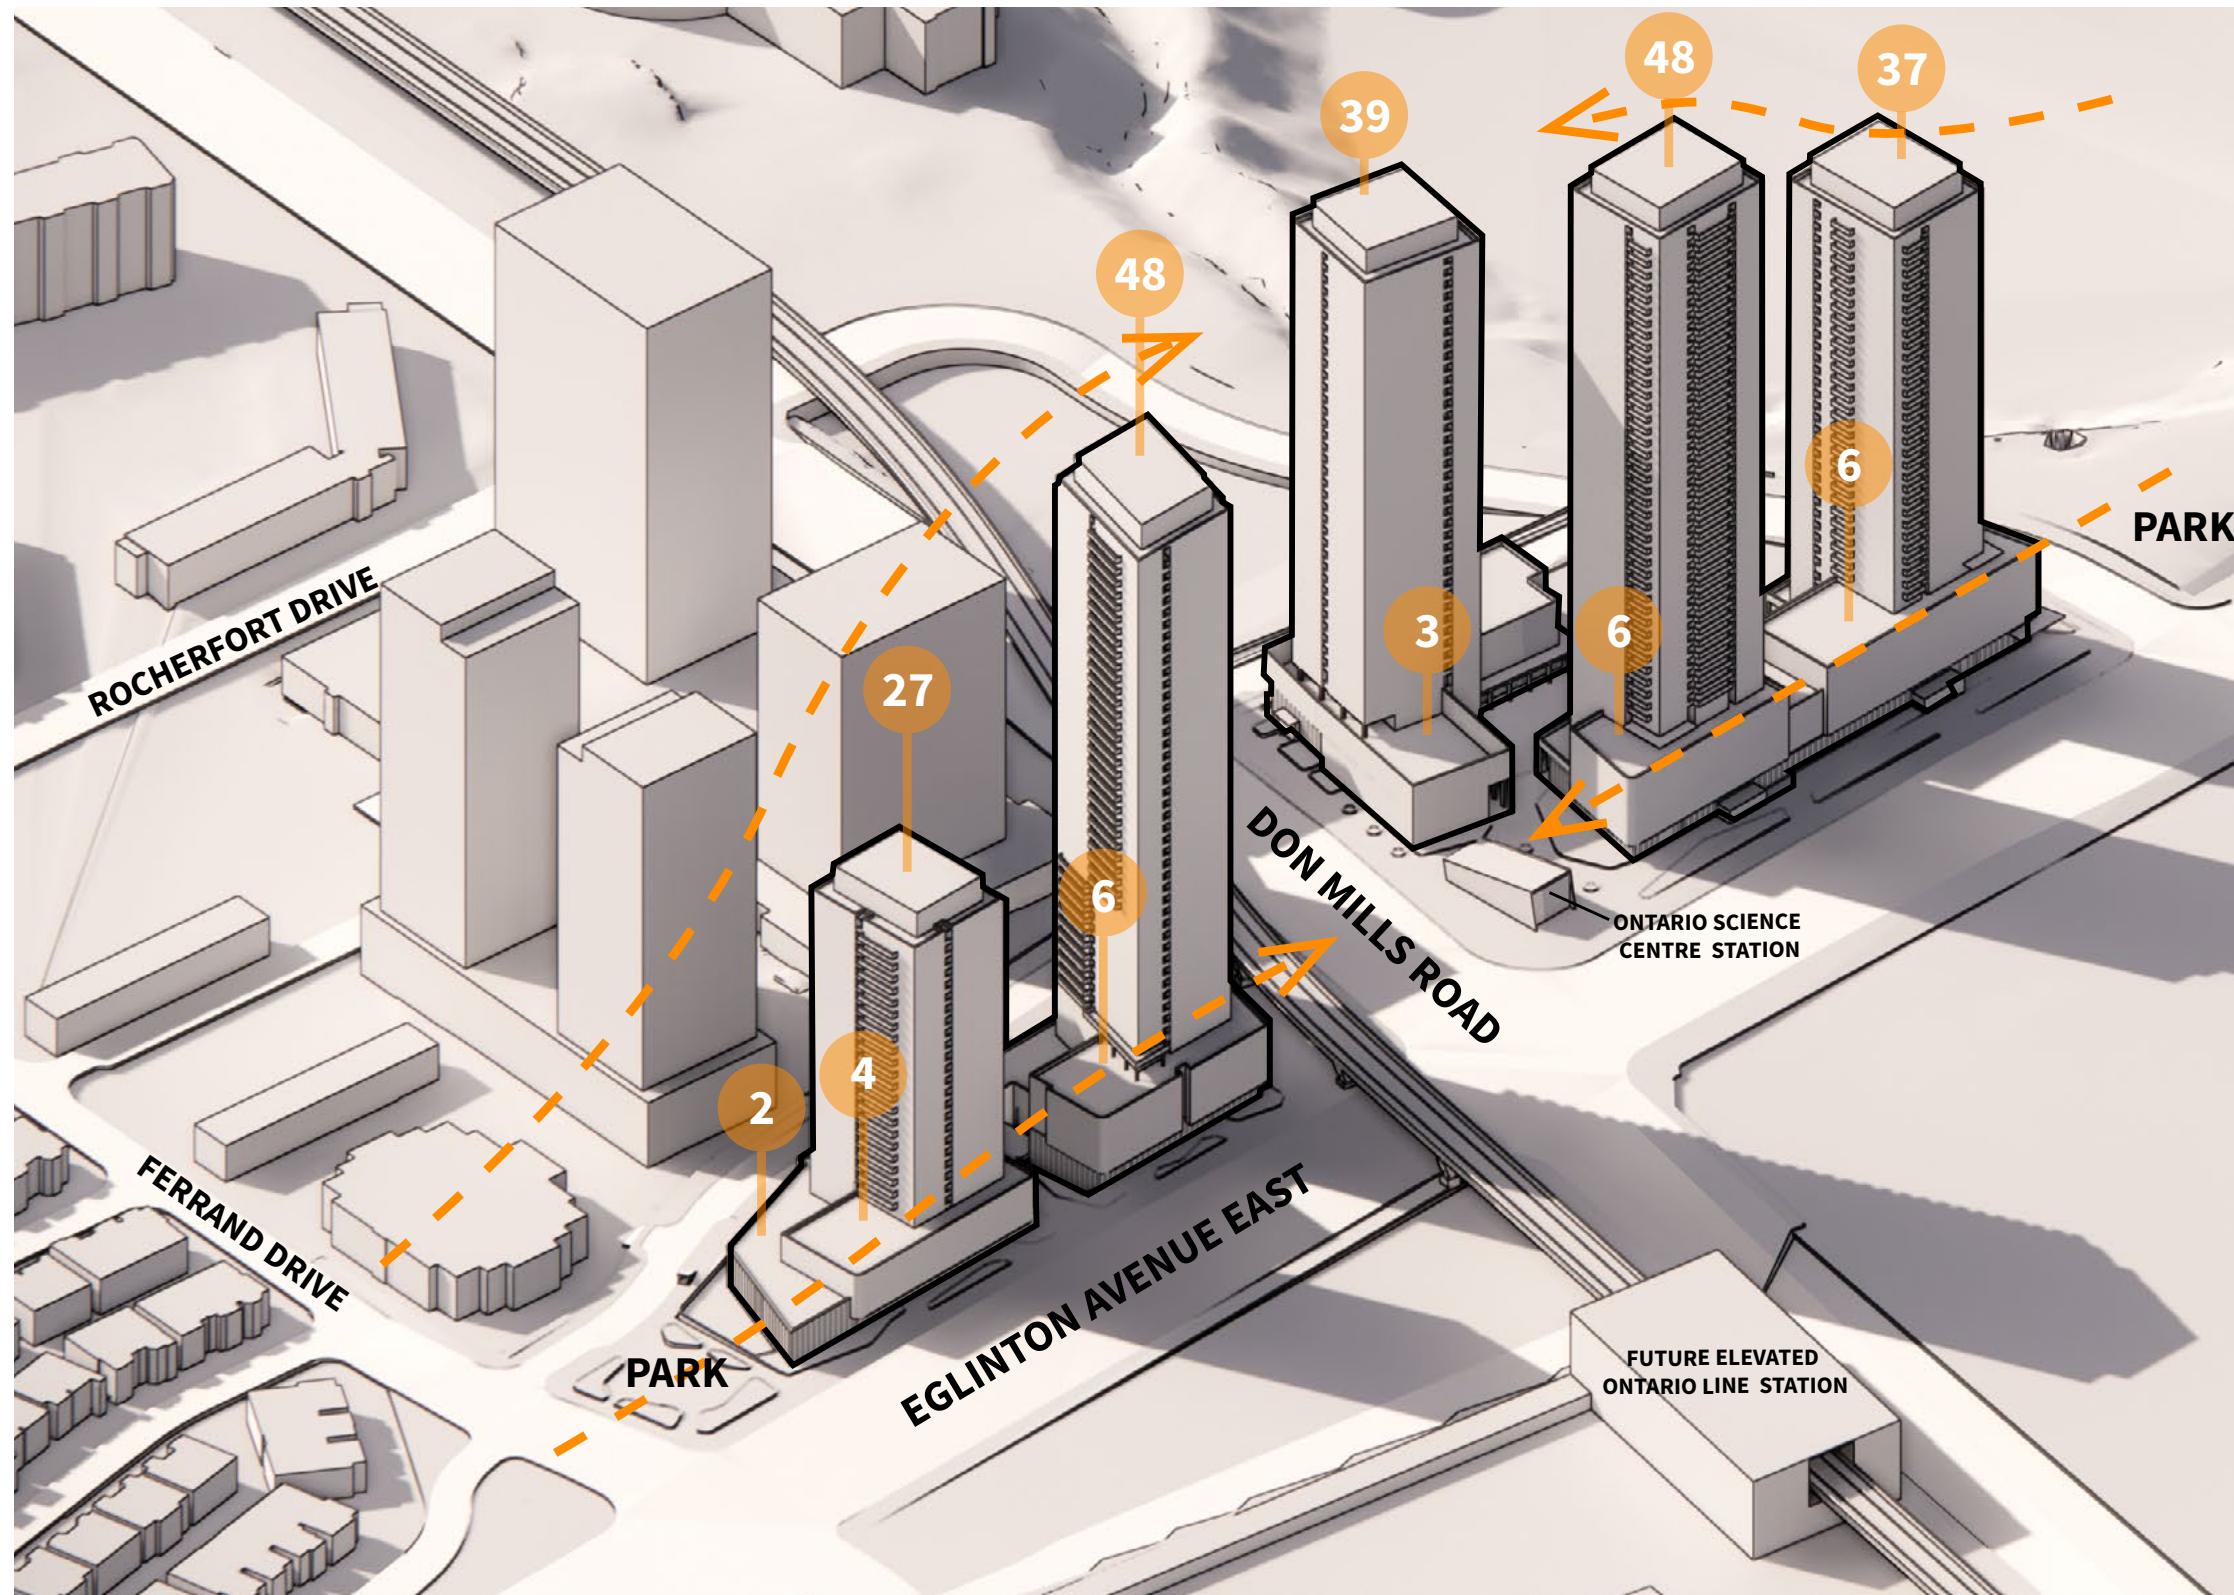 48
37
39
48
6
PARK
3
6
ROCHERFORT DRIVE
27
DON MILLS ROAD
6
ONTARIO SCIENCE
CENTRE STATION
4
2
FERRAND DRIVE
EGLINTON AVENUE EAST
PARK
FUTURE ELEVATED
ONTARIO LINE STATION